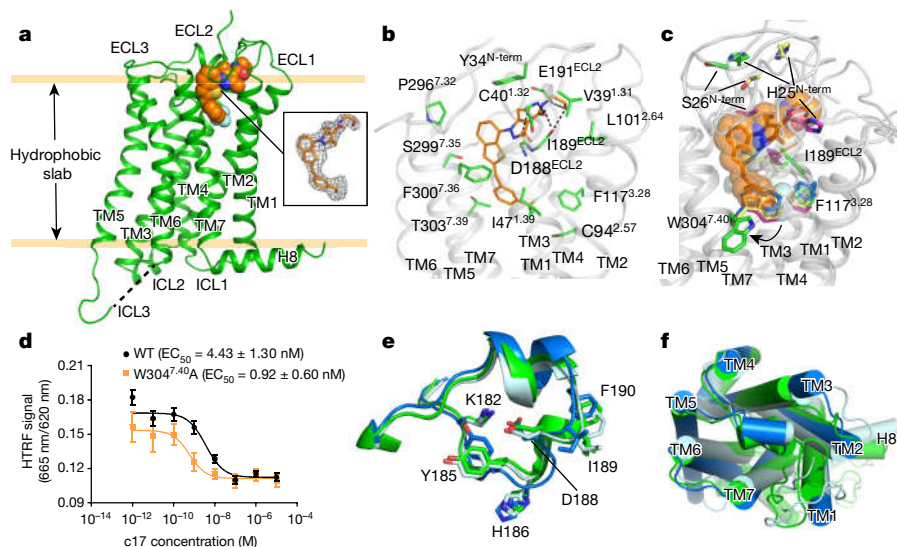 a
ECL2
ECL3
ECL1
Hydrophobic
slab
TM4
TM2
TM5
TM6
TM1
TM3
TM7
H8
ICL2
ICL1
ICL3
b
Y34N-term
P2967.32
C401.32
E191ECL2
V391.31
L1012.64
S2997.35
I189ECL2
D188ECL2
F3007.36
F1173.28
T3037.39
I471.39
TM3
C942.57
TM6
TM7
TM1
TM4
TM5
TM2
c
S26N-term
H25N-term
I189ECL2
F1173.28
W3047.40
TM3
TM1
TM2
TM6
TM5
TM7
TM4
d
WT (EC50 = 4.43 ± 1.30 nM)
W3047.40A (EC50 = 0.92 ± 0.60 nM)
HTRF signal
(665 nm/620 nm)
0.21
0.18
0.15
0.12
0.09
10−14
10−12
10−10
10−8
10−6
10−4
c17 concentration (M)
e
K182
F190
Y185
I189
D188
H186
f
TM4
TM3
TM5
H8
TM2
TM6
TM7
TM1